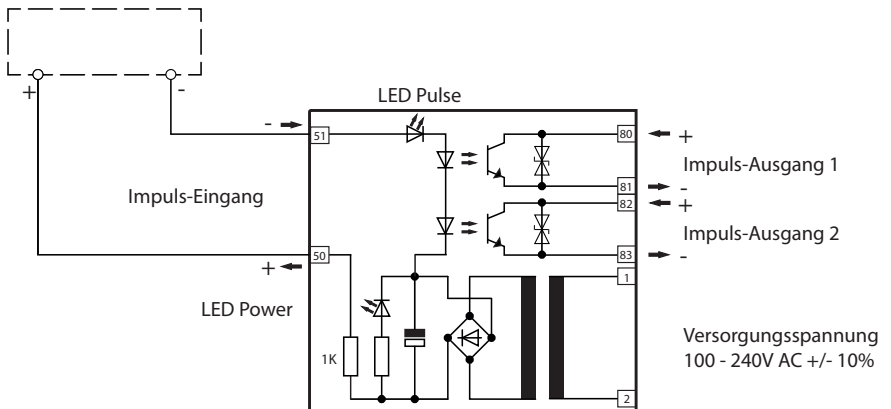 +
-
LED Pulse
-
51
80
+
Impuls-Ausgang 1
81
-
Impuls-Eingang
82
+
Impuls-Ausgang 2
50
83
-
+
1
LED Power
Versorgungsspannung
1K
100 - 240V AC +/- 10%
2